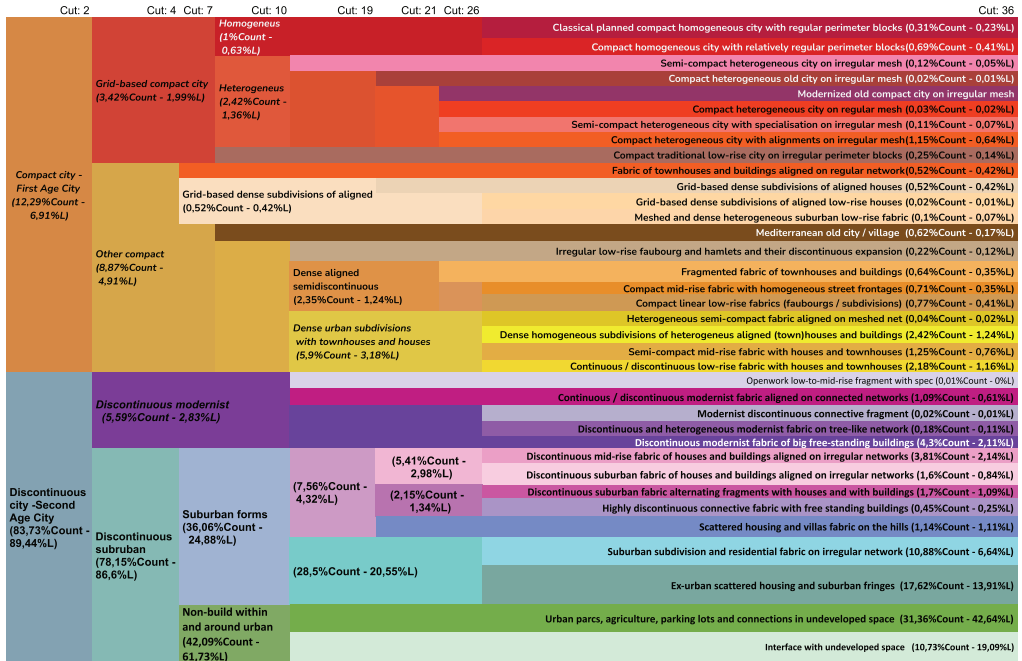 Cut: 2
Cut: 4
Cut: 7
Cut: 10
Cut: 19
Cut: 21
Cut: 26
Cut: 36
Compact city -
First Age City
(12,29%Count -
6,91%L)
Grid-based compact city
(3,42%Count - 1,99%L)
Homogeneus
(1%Count -
0,63%L)
Heterogeneus
(2,42%Count -
1,36%L)
Classical planned compact homogeneous city with regular perimeter blocks (0,31%Count - 0,23%L)
Compact homogeneous city with relatively regular perimeter blocks(0,69%Count - 0,41%L)
Semi-compact heterogeneous city on irregular mesh (0,12%Count - 0,05%L)
Compact heterogeneous old city on irregular mesh (0,02%Count - 0,01%L)
Modernized old compact city on irregular mesh
Compact heterogeneous city on regular mesh (0,03%Count - 0,02%L)
Semi-compact heterogeneous city with specialisation on irregular mesh (0,11%Count - 0,07%L)
Compact heterogeneous city with alignments on irregular mesh(1,15%Count - 0,64%L)
Compact traditional low-rise city on irregular perimeter blocks (0,25%Count - 0,14%L)
Other compact
(8,87%Count -
4,91%L)
Fabric of townhouses and buildings aligned on regular network(0,52%Count - 0,42%L)
Grid-based dense subdivisions of aligned
(0,52%Count - 0,42%L)
Grid-based dense subdivisions of aligned houses (0,52%Count - 0,42%L)
Grid-based dense subdivisions of aligned low-rise houses (0,02%Count - 0,01%L)
Meshed and dense heterogeneous suburban low-rise fabric (0,1%Count - 0,07%L)
Mediterranean old city / village (0,62%Count - 0,17%L)
Irregular low-rise faubourg and hamlets and their discontinuous expansion (0,22%Count - 0,12%L)
Dense aligned
semidiscontinuous
(2,35%Count - 1,24%L)
Fragmented fabric of townhouses and buildings (0,64%Count - 0,35%L)
Compact mid-rise fabric with homogeneous street frontages (0,71%Count - 0,35%L)
Compact linear low-rise fabrics (faubourgs / subdivisions) (0,77%Count - 0,41%L)
Dense urban subdivisions
with townhouses and houses
(5,9%Count - 3,18%L)
Heterogeneous semi-compact fabric aligned on meshed net (0,04%Count - 0,02%L)
Dense homogeneous subdivisions of heterogeneus aligned (town)houses and buildings (2,42%Count - 1,24%L)
Semi-compact mid-rise fabric with houses and townhouses (1,25%Count - 0,76%L)
Continuous / discontinuous low-rise fabric with houses and townhouses (2,18%Count - 1,16%L)
Discontinuous
city -Second
Age City
(83,73%Count -
89,44%L)
Discontinuous modernist
(5,59%Count - 2,83%L)
Openwork low-to-mid-rise fragment with spec (0,01%Count - 0%L)
Continuous / discontinuous modernist fabric aligned on connected networks (1,09%Count - 0,61%L)
Modernist discontinuous connective fragment (0,02%Count - 0,01%L)
Discontinuous and heterogeneous modernist fabric on tree-like network (0,18%Count - 0,11%L)
Discontinuous modernist fabric of big free-standing buildings (4,3%Count - 2,11%L)
Discontinuous
subruban
(78,15%Count -
86,6%L)
Suburban forms
(36,06%Count -
24,88%L)
(7,56%Count -
4,32%L)
(5,41%Count -
2,98%L)
(2,15%Count -
1,34%L)
Discontinuous mid-rise fabric of houses and buildings aligned on irregular networks (3,81%Count - 2,14%L)
Discontinuous suburban fabric of houses and buildings aligned on irregular networks (1,6%Count - 0,84%L)
Discontinuous suburban fabric alternating fragments with houses and with buildings (1,7%Count - 1,09%L)
Highly discontinuous connective fabric with free standing buildings (0,45%Count - 0,25%L)
Scattered housing and villas fabric on the hills (1,14%Count - 1,11%L)
(28,5%Count - 20,55%L)
Suburban subdivision and residential fabric on irregular network (10,88%Count - 6,64%L)
Ex-urban scattered housing and suburban fringes (17,62%Count - 13,91%L)
Non-build within
and around urban
(42,09%Count -
61,73%L)
Urban parcs, agriculture, parking lots and connections in undeveloped space (31,36%Count - 42,64%L)
Interface with undeveloped space (10,73%Count - 19,09%L)